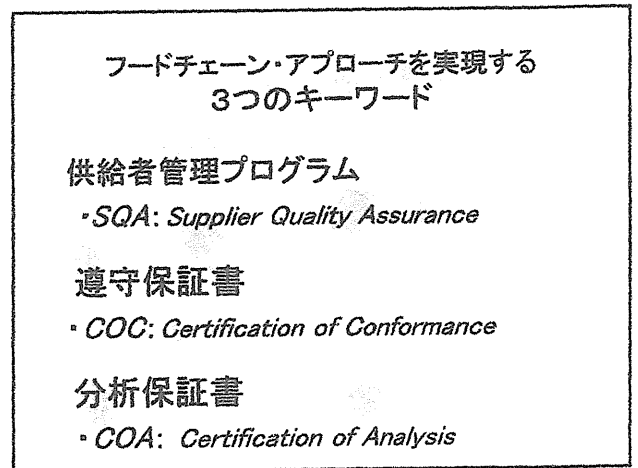 フードチェーン・アプローチを実現する
3つのキーワード
供給者管理プログラム
・SQA: Supplier Quality Assurance
遵守保証書
・COC: Certification of Conformance
分析保証書
・COA: Certification of Analysis